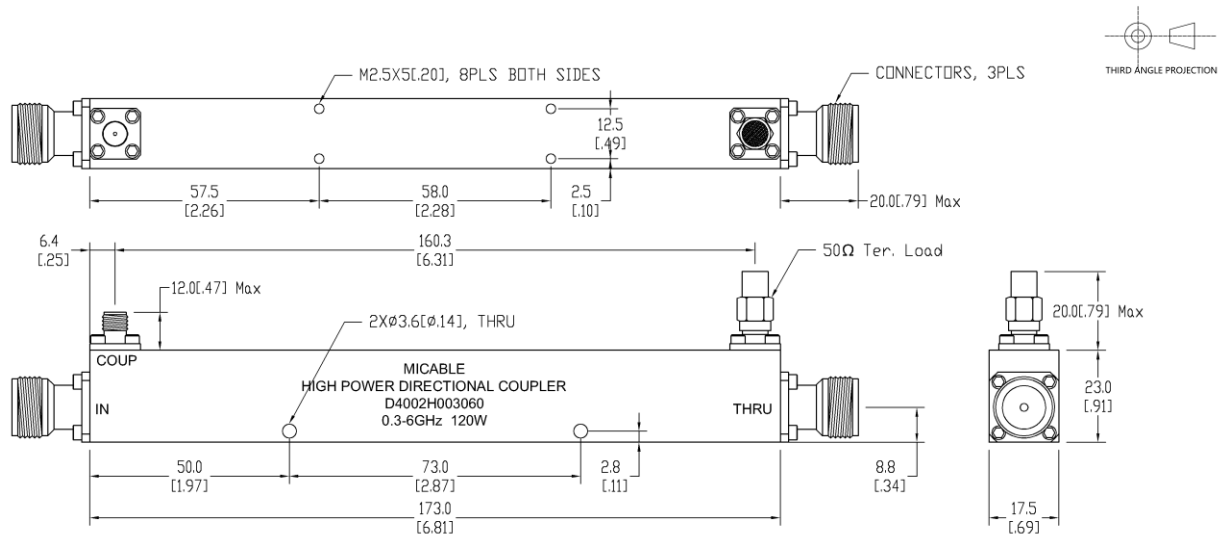 THIRD ANGLE PROJECTION
M2.5X5[.20], 8PLS BOTH SIDES
CONNECTORS, 3PLS
12.5
[.49]
57.5
[2.26]
58.0
[2.28]
2.5
[.10]
20.0[.79] Max
6.4
[.25]
160.3
[6.31]
50Ω Ter. Load
12.0[.47] Max
2Xø3.6[ø.14], THRU
20.0[.79] Max
COUP
MICABLE
HIGH POWER DIRECTIONAL COUPLER
D4002H003060
0.3-6GHz 120W
IN
THRU
23.0
[.91]
50.0
[1.97]
73.0
[2.87]
2.8
[.11]
8.8
[.34]
173.0
[6.81]
17.5
[.69]